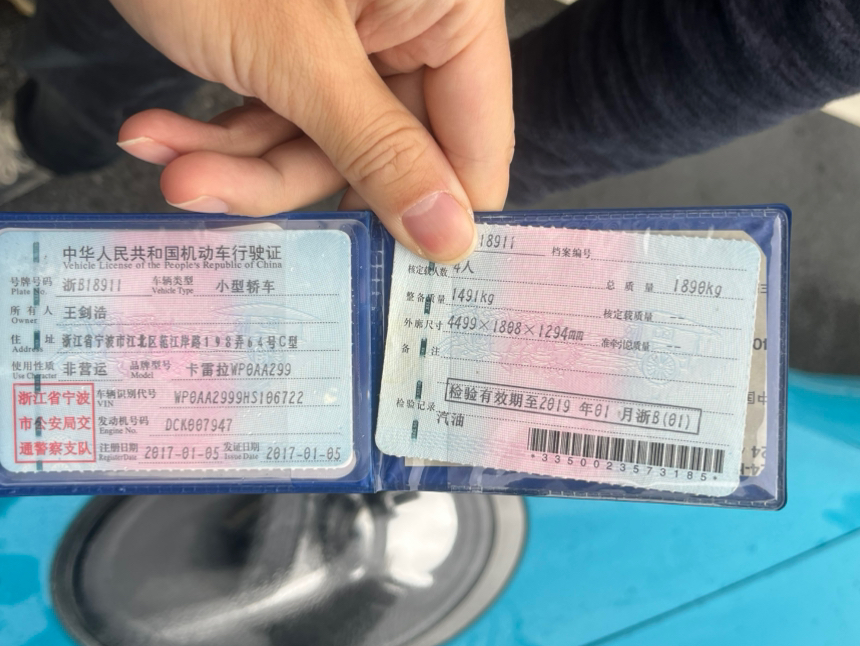 中华人民共和国机动车行驶证
Vehicle License of the People's Republic of China
号牌号码 浙B18911 车辆类型 小型轿车
Plate No. Vehicle Type
所有人 王剑浩
Owner
住址 浙江省宁波市江北区范江岸路198弄64号C型
Address
使用性质 非营运 品牌型号 卡雷拉WP0AA299
Use Character Model
浙江省宁波
市公安局交
通警察支队
车辆识别代号 WP0AA2999HS106722
VIN
发动机号码 DCK007947
Engine No.
注册日期 2017-01-05 发证日期 2017-01-05
Register Date Issue Date
18911 档案编号
核定载人数 4人 总质量 1890kg
整备质量 1491kg 核定载质量 --
外廓尺寸 4499×1808×1294mm 准牵引总质量 --
备注
检验有效期至2019年01月浙B(01)
检验记录
汽油
*3350023573185*